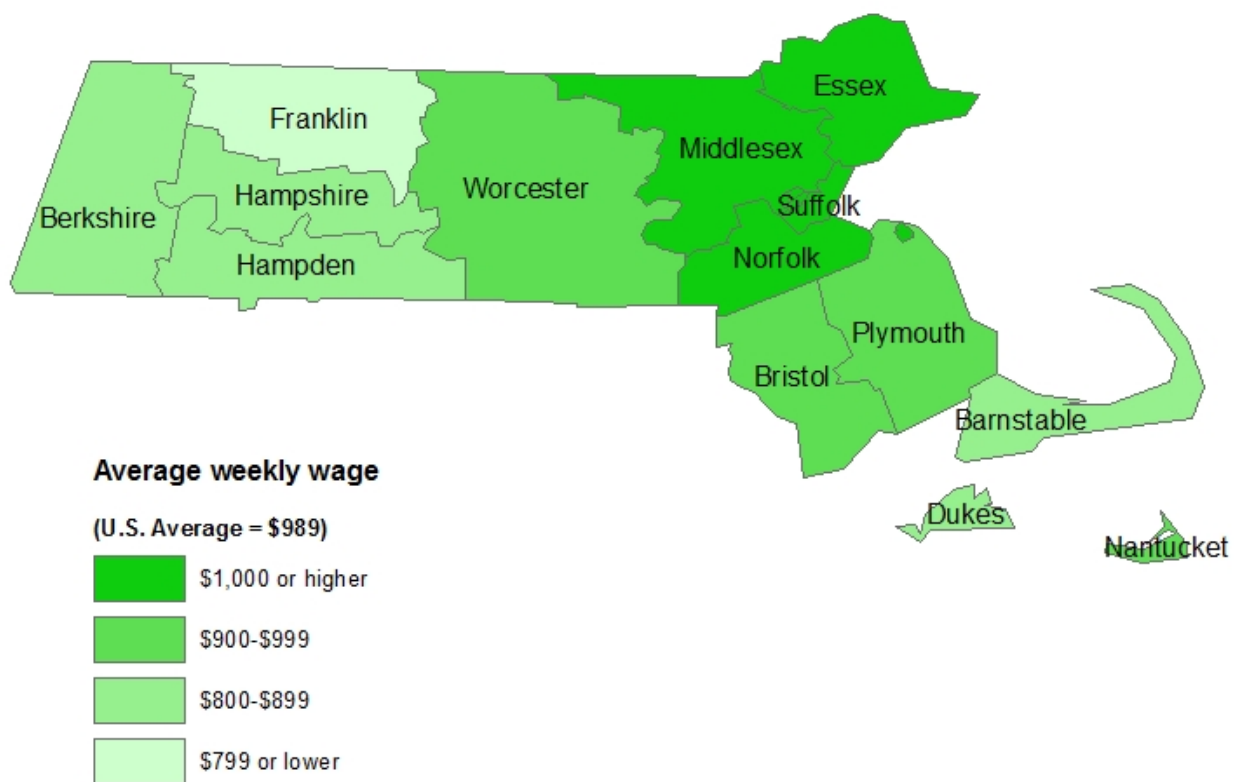 Essex
Franklin
Middlesex
Worcester
Hampshire
Suffolk
Berkshire
Norfolk
Hampden
Plymouth
Bristol
Barnstable
Dukes
Nantucket
Average weekly wage
(U.S. Average = $989)
$1,000 or higher
$900-$999
$800-$899
$799 or lower